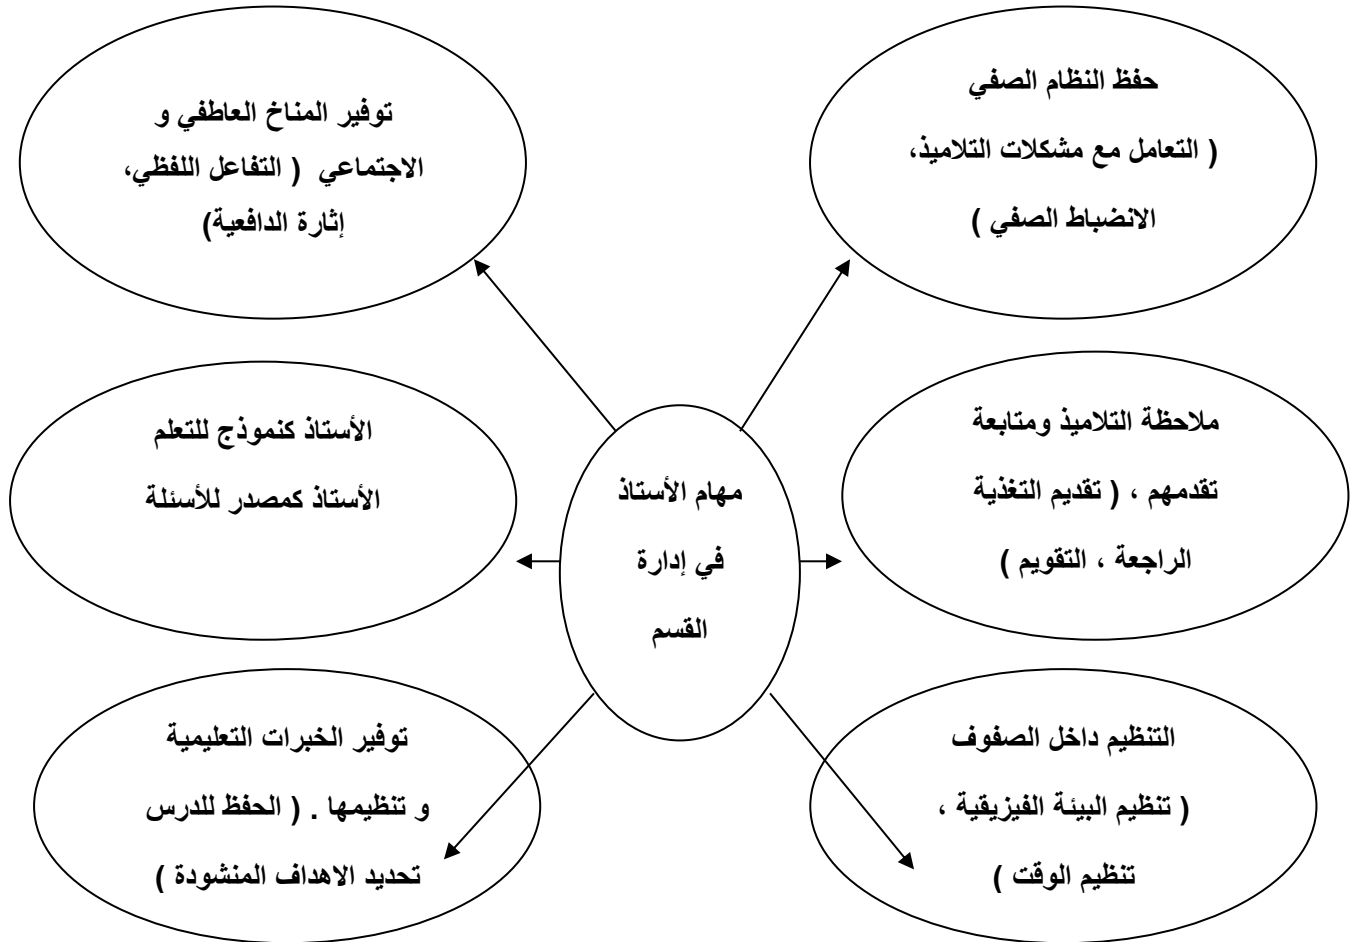 حفظ النظام الصفي
( التعامل مع مشكلات التلاميذ،
الانضباط الصفي )
توفير المناخ العاطفي و
الاجتماعي ( التفاعل اللفظي،
إثارة الدافعية)
ملاحظة التلاميذ ومتابعة
تقدمهم ، ( تقديم التغذية
الراجعة ، التقويم )
مهام الأستاذ
في إدارة
القسم
الأستاذ كنموذج للتعلم
الأستاذ كمصدر للأسئلة
التنظيم داخل الصفوف
( تنظيم البيئة الفيزيقية ،
تنظيم الوقت )
توفير الخبرات التعليمية
و تنظيمها . ( الحفظ للدرس
تحديد الاهداف المنشودة )